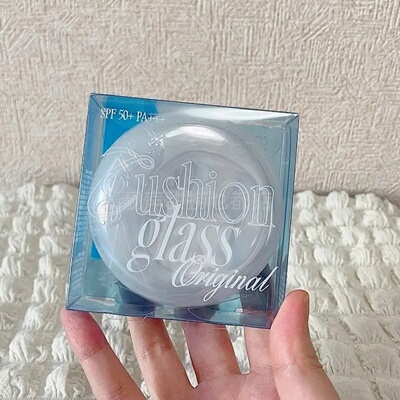 SPF 50+ PA+++
Cushion
glass
Original